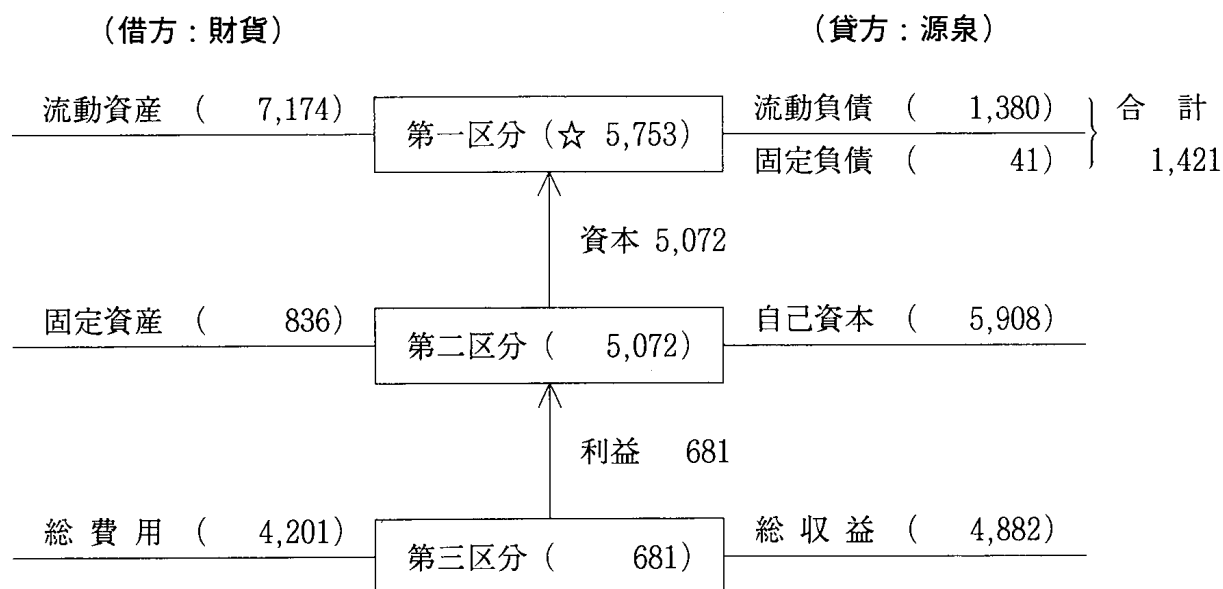 （借方：財貨） （貸方：源泉）
流動資産 （ 7,174） 第一区分（☆ 5,753） 流動負債 （ 1,380） 合 計
固定負債 （ 41） 1,421
資本 5,072
固定資産 （ 836） 第二区分（ 5,072） 自己資本 （ 5,908）
利益 681
総 費 用 （ 4,201） 第三区分（ 681） 総 収 益 （ 4,882）